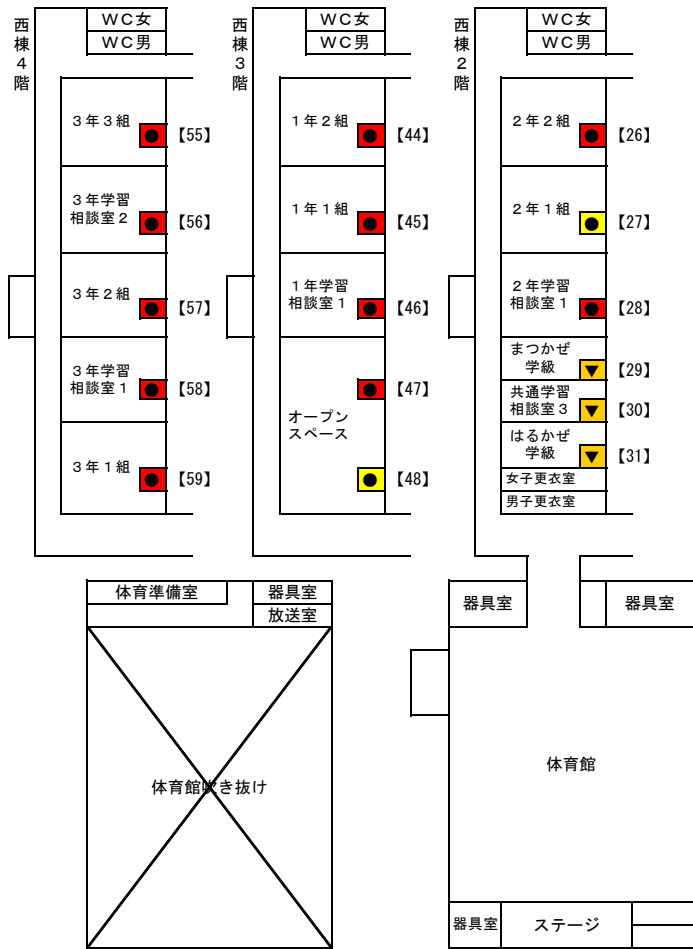 西棟4階
WC女
WC男
3年3組
【55】
3年学習
相談室2
【56】
3年2組
【57】
3年学習
相談室1
【58】
3年1組
【59】
西棟3階
WC女
WC男
1年2組
【44】
1年1組
【45】
1年学習
相談室1
【46】
【47】
オープン
スペース
【48】
西棟2階
WC女
WC男
2年2組
【26】
2年1組
【27】
2年学習
相談室1
【28】
まつかぜ
学級
【29】
共通学習
相談室3
【30】
はるかぜ
学級
【31】
女子更衣室
男子更衣室
体育準備室
器具室
放送室
体育館吹き抜け
器具室
器具室
体育館
器具室
ステージ